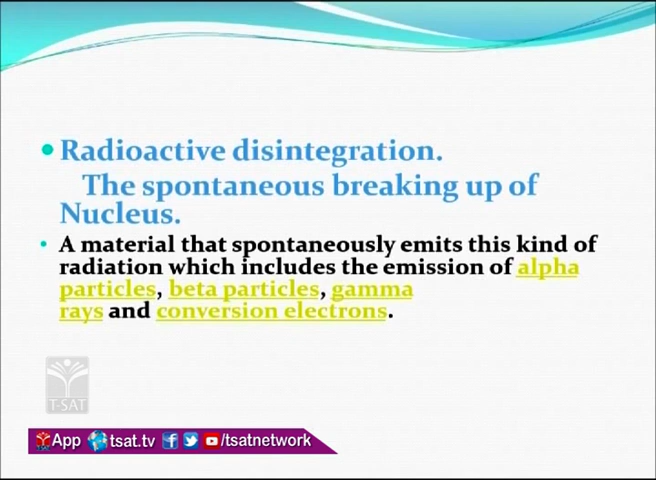 Radioactive disintegration.
The spontaneous breaking up of
Nucleus.
A material that spontaneously emits this kind of
radiation which includes the emission of alpha
particles, beta particles, gamma
rays and conversion electrons.
T-SAT
App tsat.tv /tsatnetwork